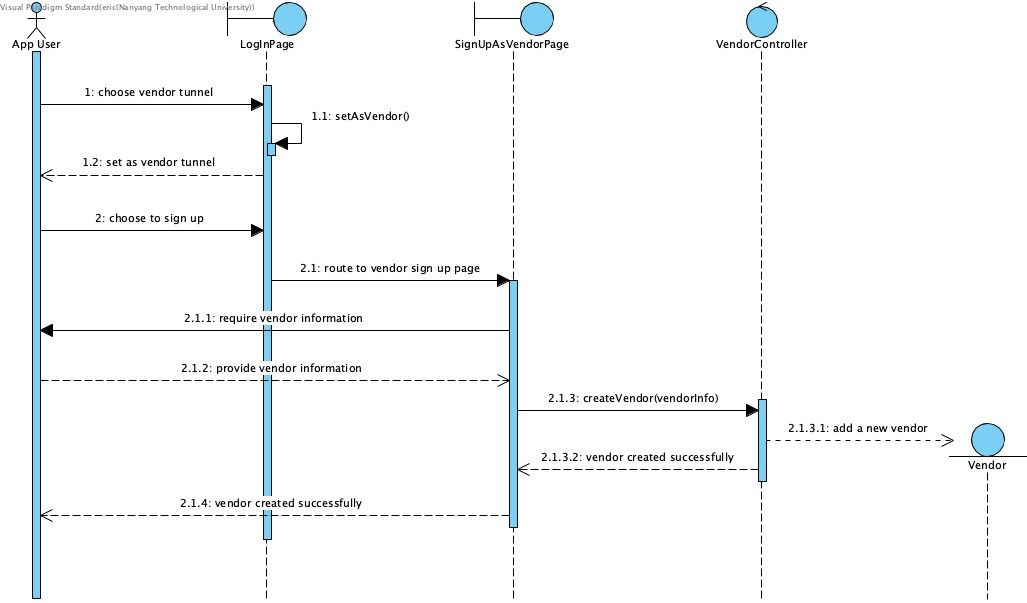 Visual Paradigm Standard(eric(Nanyang Technological University))
App User
LogInPage
SignUpAsVendorPage
VendorController
1: choose vendor tunnel
1.1: setAsVendor()
1.2: set as vendor tunnel
2: choose to sign up
2.1: route to vendor sign up page
2.1.1: require vendor information
2.1.2: provide vendor information
2.1.3: createVendor(vendorInfo)
2.1.3.1: add a new vendor
2.1.3.2: vendor created successfully
Vendor
2.1.4: vendor created successfully